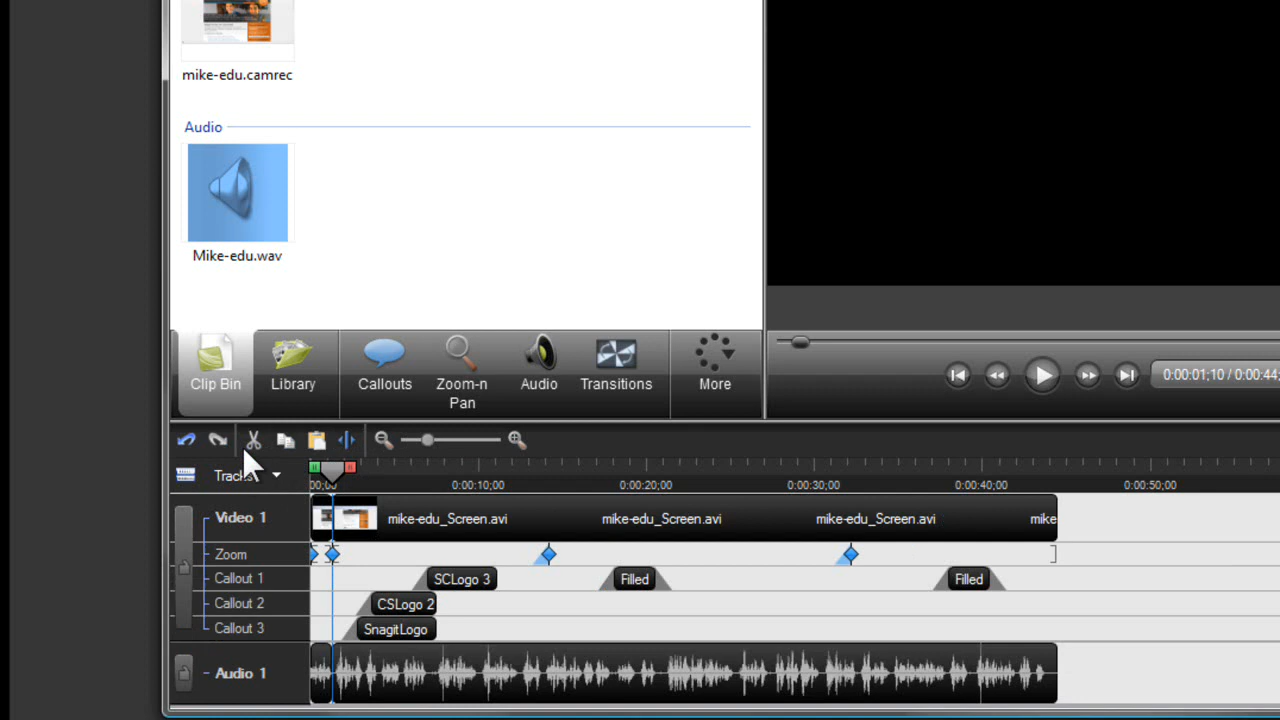 mike-edu.camrec
Audio
Mike-edu.wav
Clip Bin
Library
Callouts
Zoom-n
Pan
Audio
Transitions
More
0:00:01;10 / 0:00:44;
0:00:10;00
0:00:20;00
0:00:30;00
0:00:40;00
0:00:50;00
Video 1
mike-edu_Screen.avi
mike-edu_Screen.avi
mike-edu_Screen.avi
mike
Zoom
Callout 1
SCLogo 3
Filled
Filled
Callout 2
CSLogo 2
Callout 3
SnagitLogo
Audio 1